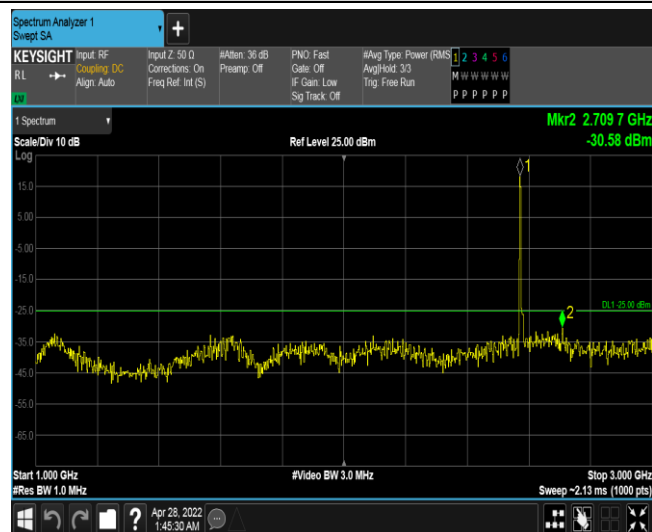 Spectrum Analyzer 1
Swept SA
+
KEYSIGHT
RL
Input: RF
Coupling: DC
Align: Auto
Input Z: 50 Ω
Corrections: On
Freq Ref: Int (S)
#Atten: 36 dB
Preamp: Off
PNO: Fast
Gate: Off
IF Gain: Low
Sig Track: Off
#Avg Type: Power (RMS
Avg|Hold: 3/3
Trig: Free Run
1 2 3 4 5 6
M W W W W W
P P P P P P
1 Spectrum
Mkr2 2.709 7 GHz
-30.58 dBm
Scale/Div 10 dB
Ref Level 25.00 dBm
Log
1
15.0
5.00
-5.00
-15.0
-25.0
DL1 -25.00 dBm
2
-35.0
-45.0
-55.0
-65.0
Start 1.000 GHz
#Video BW 3.0 MHz
Stop 3.000 GHz
#Res BW 1.0 MHz
Sweep ~2.13 ms (1000 pts)
?
Apr 28, 2022
1:45:30 AM